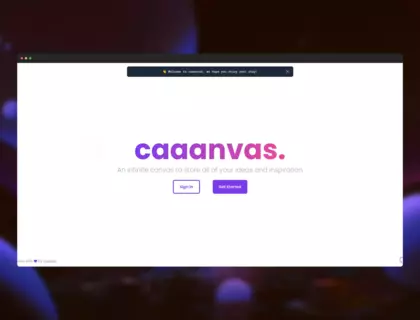 👋 Welcome to caaanvas, we hope you enjoy your stay!
caaanvas.
An infinite canvas to store all of your ideas and inspiration.
Sign In
Get Started